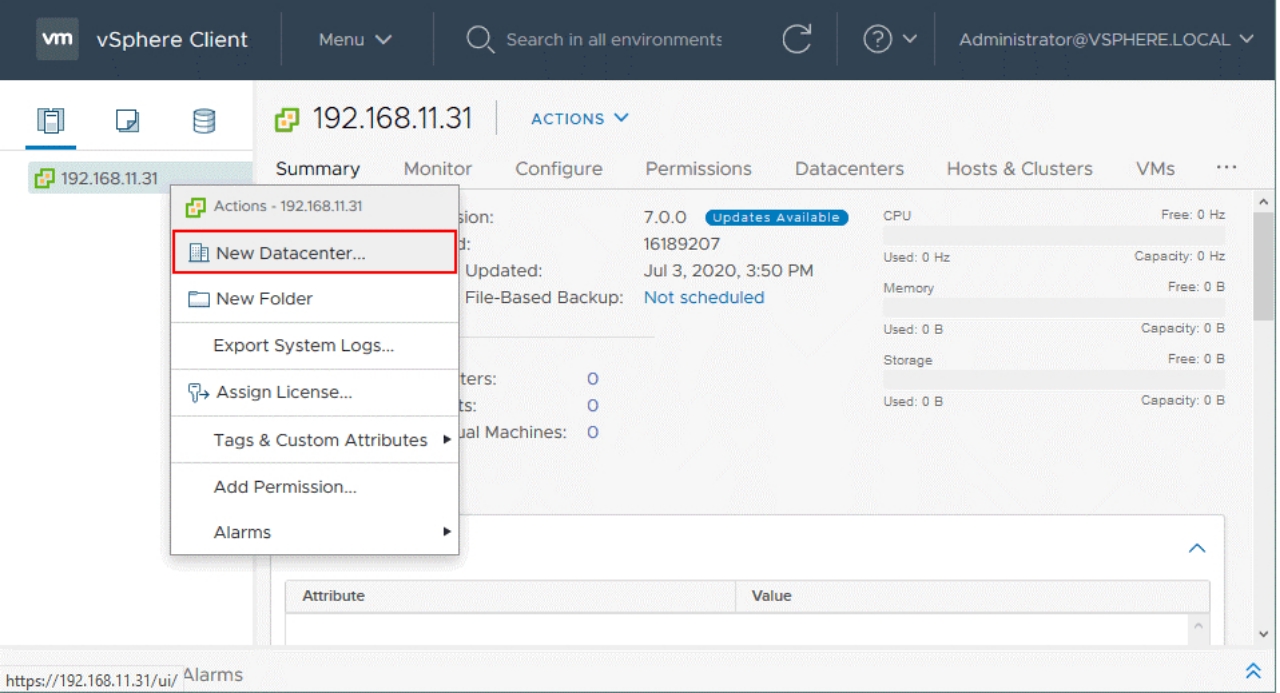 vm vSphere Client Menu Search in all environments Administrator@VSPHERE.LOCAL
192.168.11.31 ACTIONS
Summary Monitor Configure Permissions Datacenters Hosts & Clusters VMs ...
192.168.11.31
Actions - 192.168.11.31
New Datacenter...
New Folder
Export System Logs...
Assign License...
Tags & Custom Attributes
Add Permission...
Alarms
sion: 7.0.0 Updates Available
d: 16189207
Updated: Jul 3, 2020, 3:50 PM
File-Based Backup: Not scheduled
ters: 0
ts: 0
ual Machines: 0
CPU Free: 0 Hz
Used: 0 Hz Capacity: 0 Hz
Memory Free: 0 B
Used: 0 B Capacity: 0 B
Storage Free: 0 B
Used: 0 B Capacity: 0 B
Attribute Value
https://192.168.11.31/ui/ Alarms